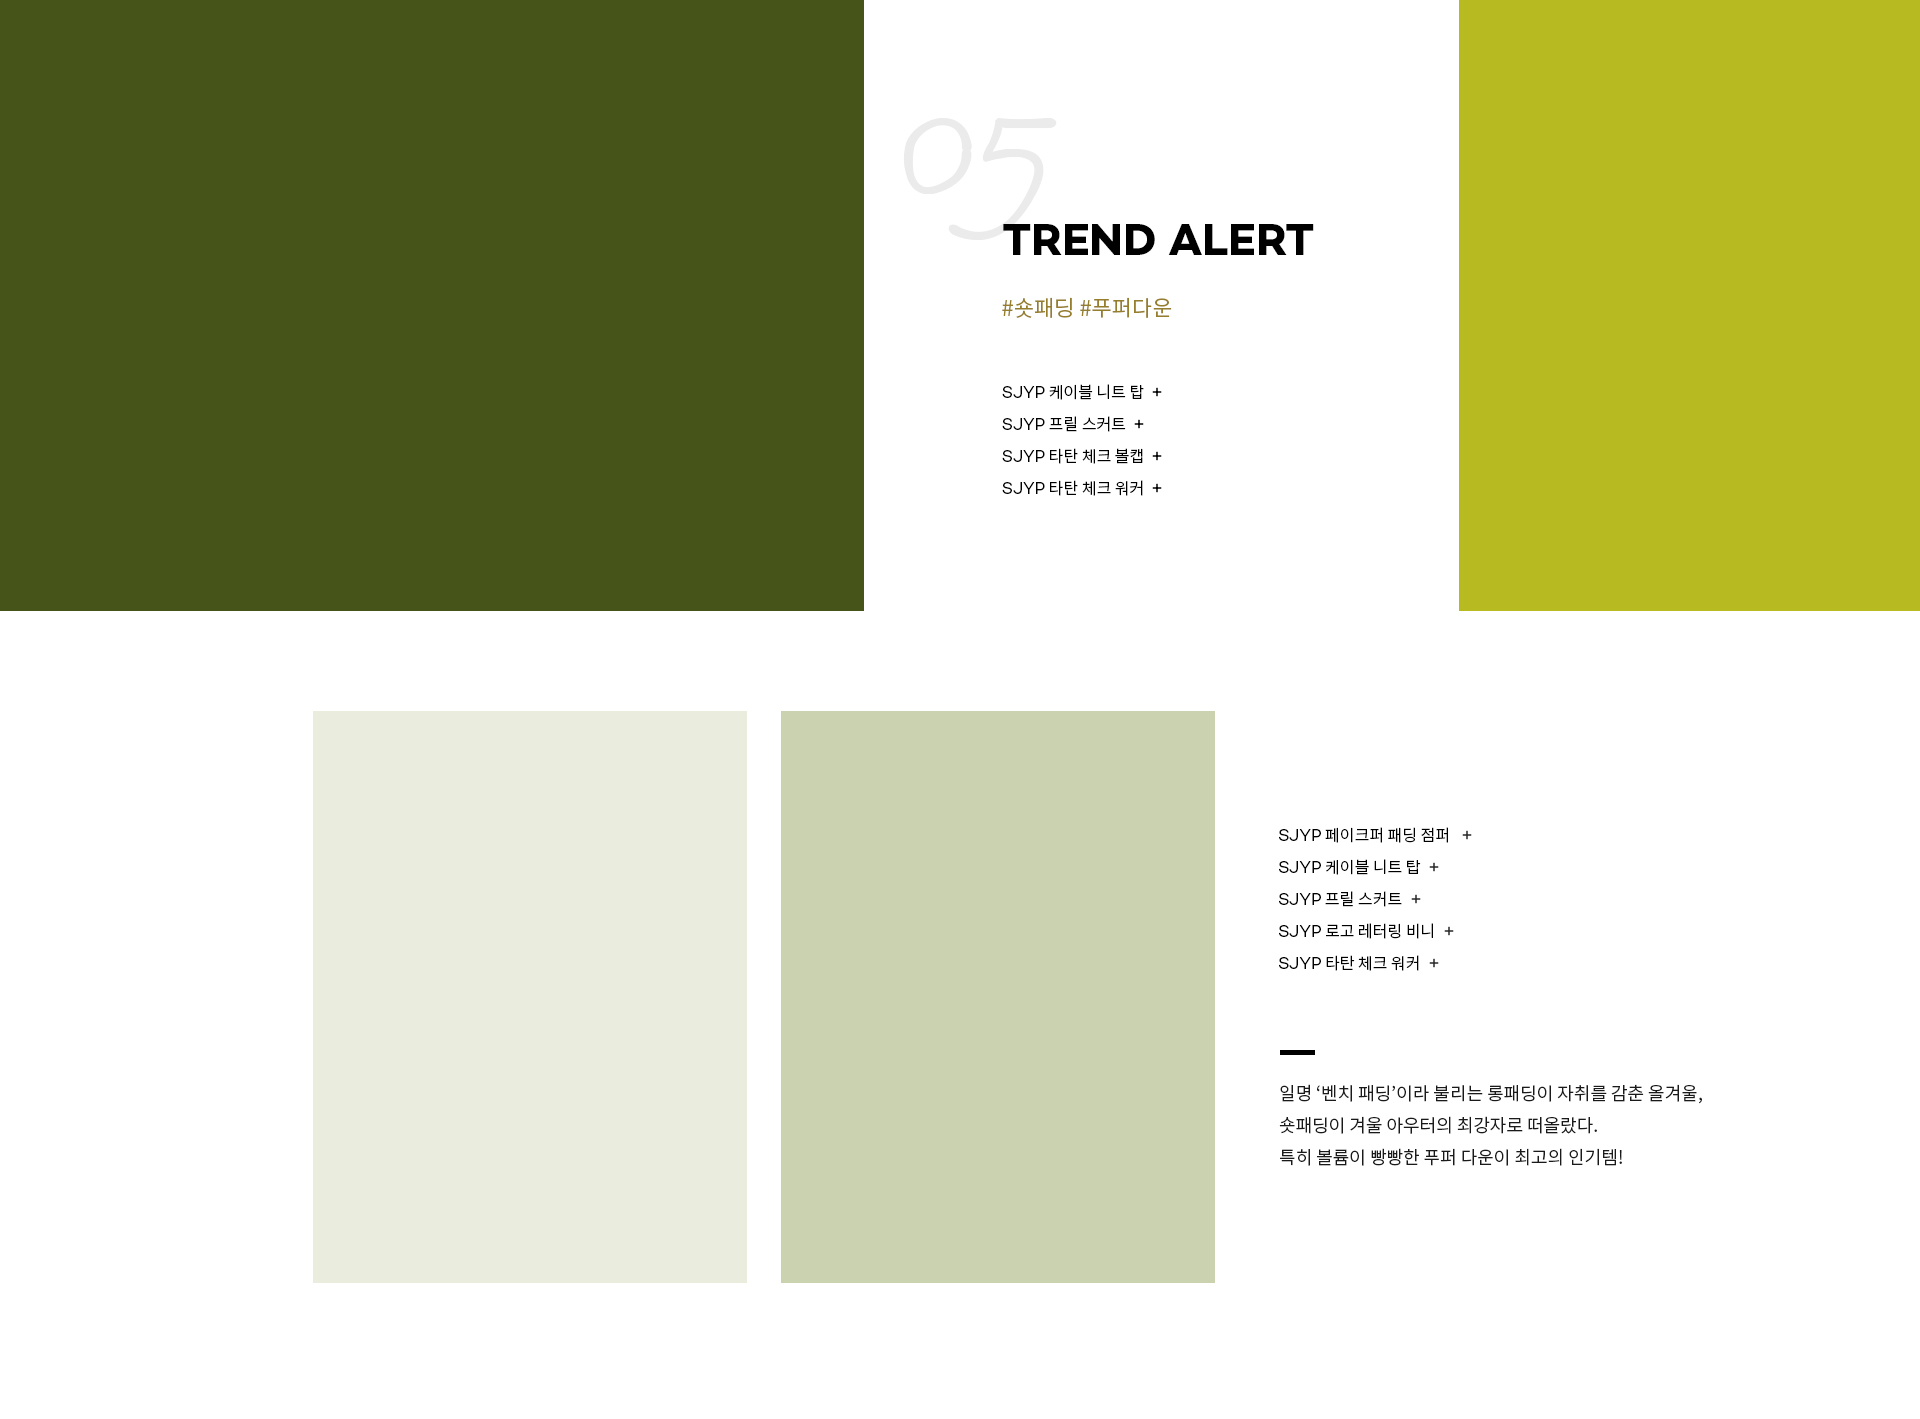 05
TREND ALERT
#숏패딩 #푸퍼다운
SJYP 케이블 니트 탑 +
SJYP 프릴 스커트 +
SJYP 타탄 체크 볼캡 +
SJYP 타탄 체크 워커 +
SJYP 페이크퍼 패딩 점퍼 +
SJYP 케이블 니트 탑 +
SJYP 프릴 스커트 +
SJYP 로고 레터링 비니 +
SJYP 타탄 체크 워커 +
일명 ‘벤치 패딩’이라 불리는 롱패딩이 자취를 감춘 올겨울,
숏패딩이 겨울 아우터의 최강자로 떠올랐다.
특히 볼륨이 빵빵한 푸퍼 다운이 최고의 인기템!